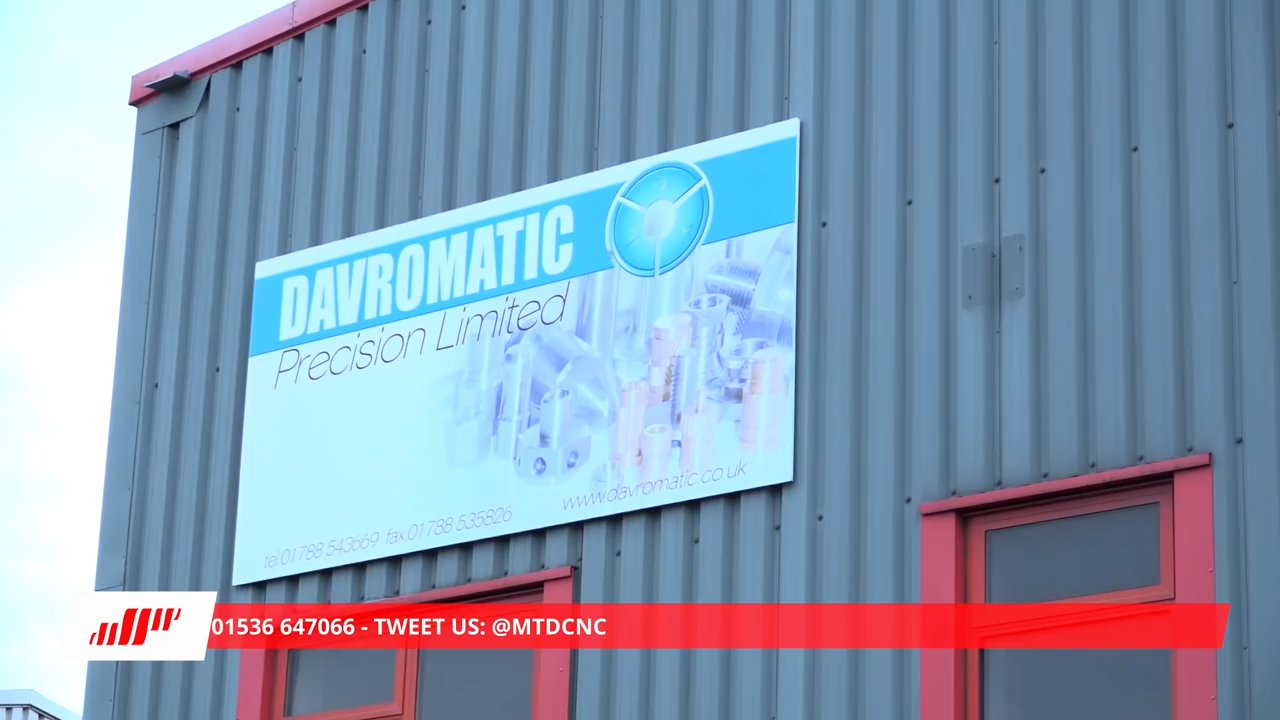 DAVROMATIC
Precision Limited
www.davromatic.co.uk
tel 01788 543669 fax 01788 535826
01536 647066 - TWEET US: @MTDCNC